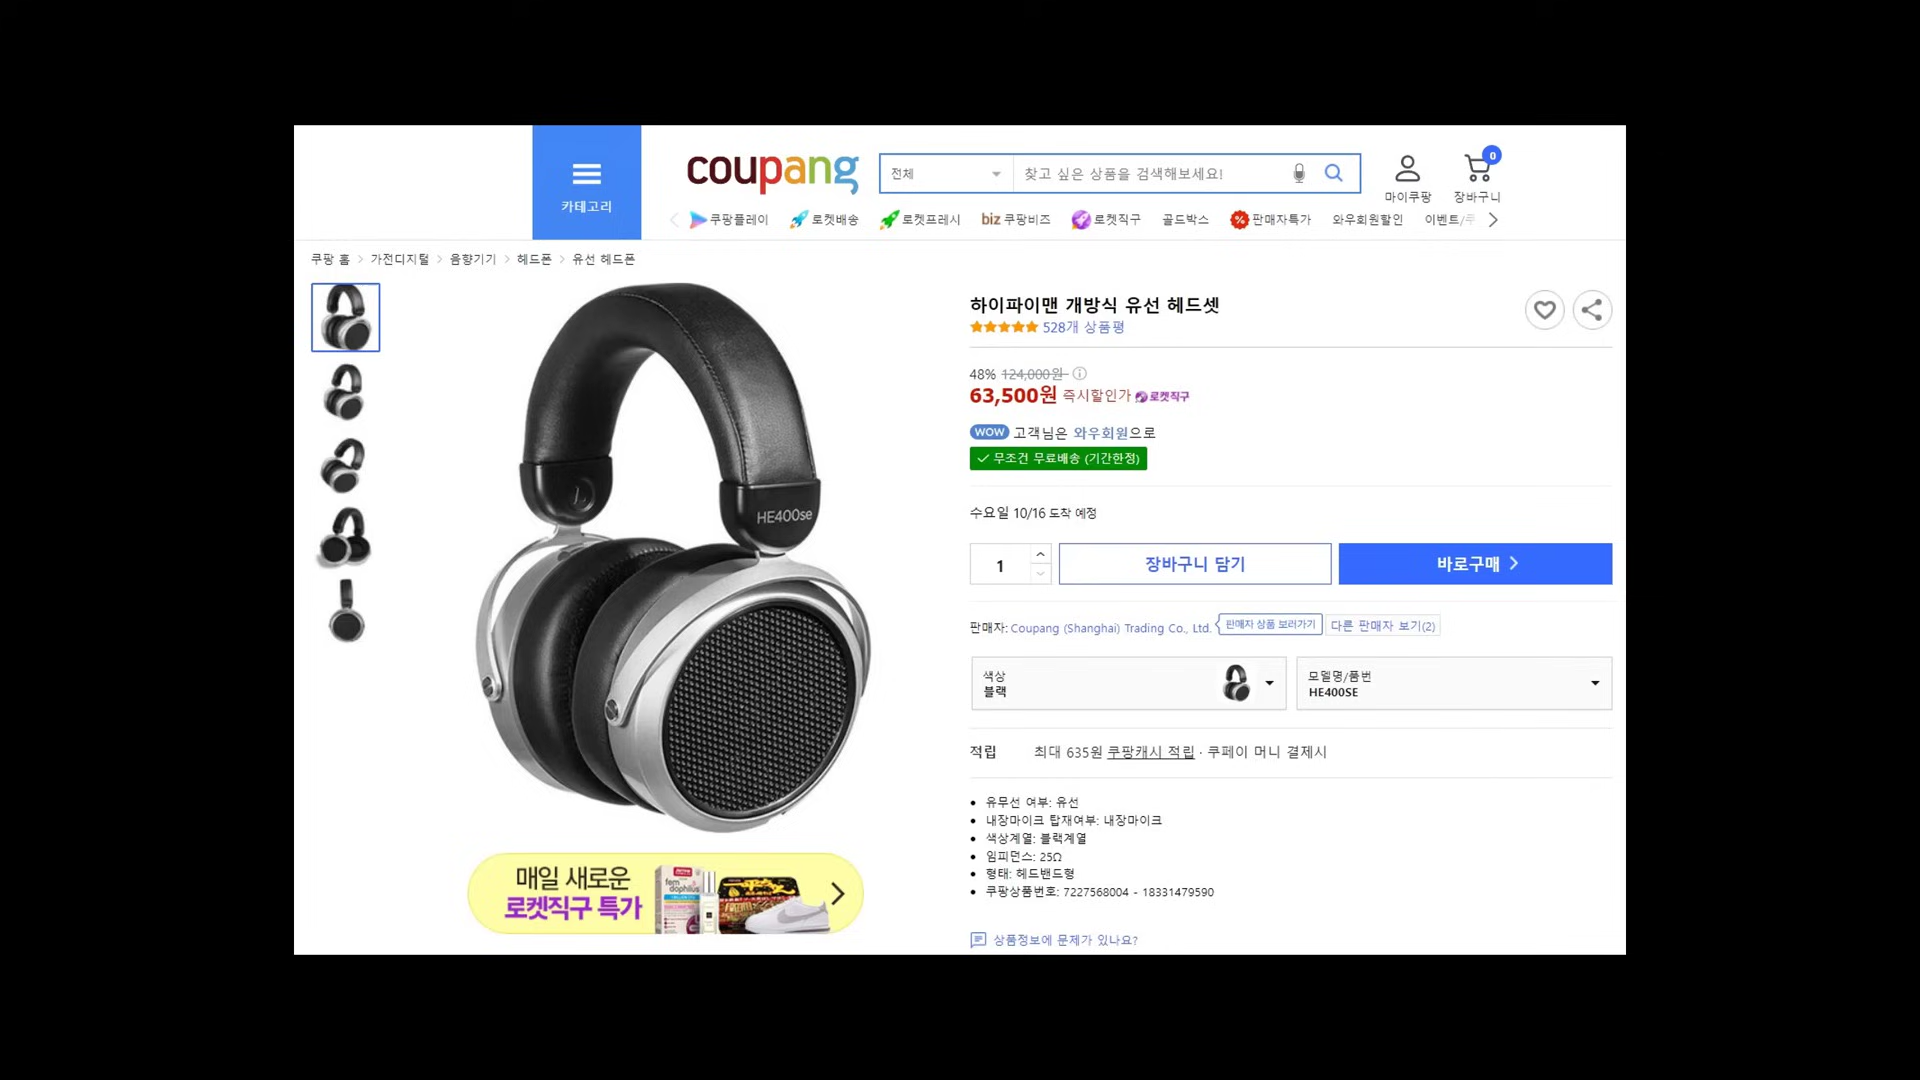 카테고리
coupang
전체
찾고 싶은 상품을 검색해보세요!
마이쿠팡
0
장바구니
쿠팡플레이
로켓배송
로켓프레시
biz 쿠팡비즈
로켓직구
골드박스
판매자특가
와우회원할인
이벤트/쿠
쿠팡 홈 > 가전디지털 > 음향기기 > 헤드폰 > 유선 헤드폰
HE400se
매일 새로운
로켓직구 특가
하이파이맨 개방식 유선 헤드셋
528개 상품평
48% 124,000원
63,500원 즉시할인가 로켓직구
WOW 고객님은 와우회원으로
무조건 무료배송 (기간한정)
수요일 10/16 도착 예정
1
장바구니 담기
바로구매
판매자: Coupang (Shanghai) Trading Co., Ltd.
판매자 상품 보러가기
다른 판매자 보기(2)
색상
블랙
모델명/품번
HE400SE
적립 최대 635원 쿠팡캐시 적립 · 쿠페이 머니 결제시
• 유무선 여부: 유선
• 내장마이크 탑재여부: 내장마이크
• 색상계열: 블랙계열
• 임피던스: 25Ω
• 형태: 헤드밴드형
• 쿠팡상품번호: 7227568004 - 18331479590
상품정보에 문제가 있나요?